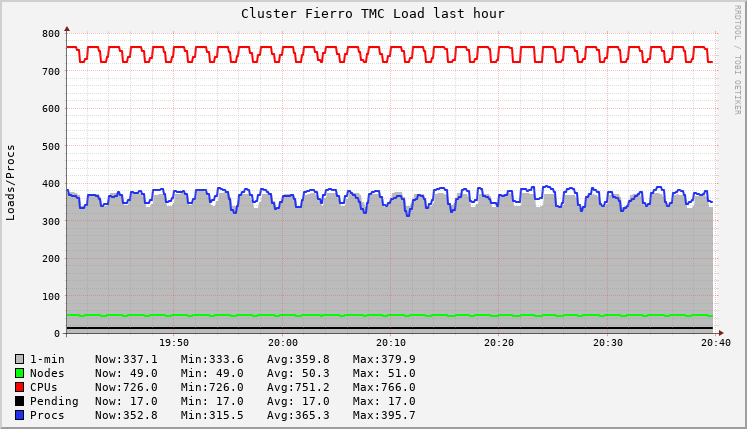 Cluster Fierro TMC Load last hour
RRDTOOL / TOBI OETIKER
Loads/Procs
800
700
600
500
400
300
200
100
0
19:50 20:00 20:10 20:20 20:30 20:40
1-min Now:337.1 Min:333.6 Avg:359.8 Max:379.9
Nodes Now: 49.0 Min: 49.0 Avg: 50.3 Max: 51.0
CPUs Now:726.0 Min:726.0 Avg:751.2 Max:766.0
Pending Now: 17.0 Min: 17.0 Avg: 17.0 Max: 17.0
Procs Now:352.8 Min:315.5 Avg:365.3 Max:395.7